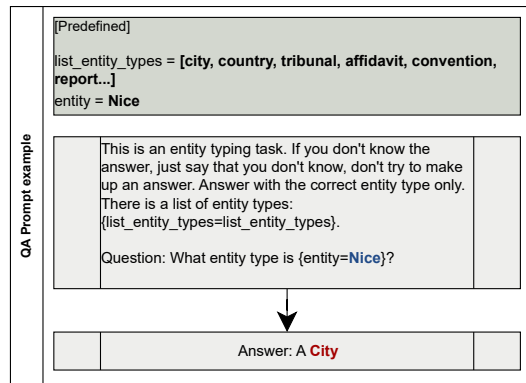 [Predefined]
list_entity_types = [city, country, tribunal, affidavit, convention,
report...]
entity = Nice
QA Prompt example
This is an entity typing task. If you don't know the
answer, just say that you don't know, don't try to make
up an answer. Answer with the correct entity type only.
There is a list of entity types:
{list_entity_types=list_entity_types}.
Question: What entity type is {entity=Nice}?
Answer: A City